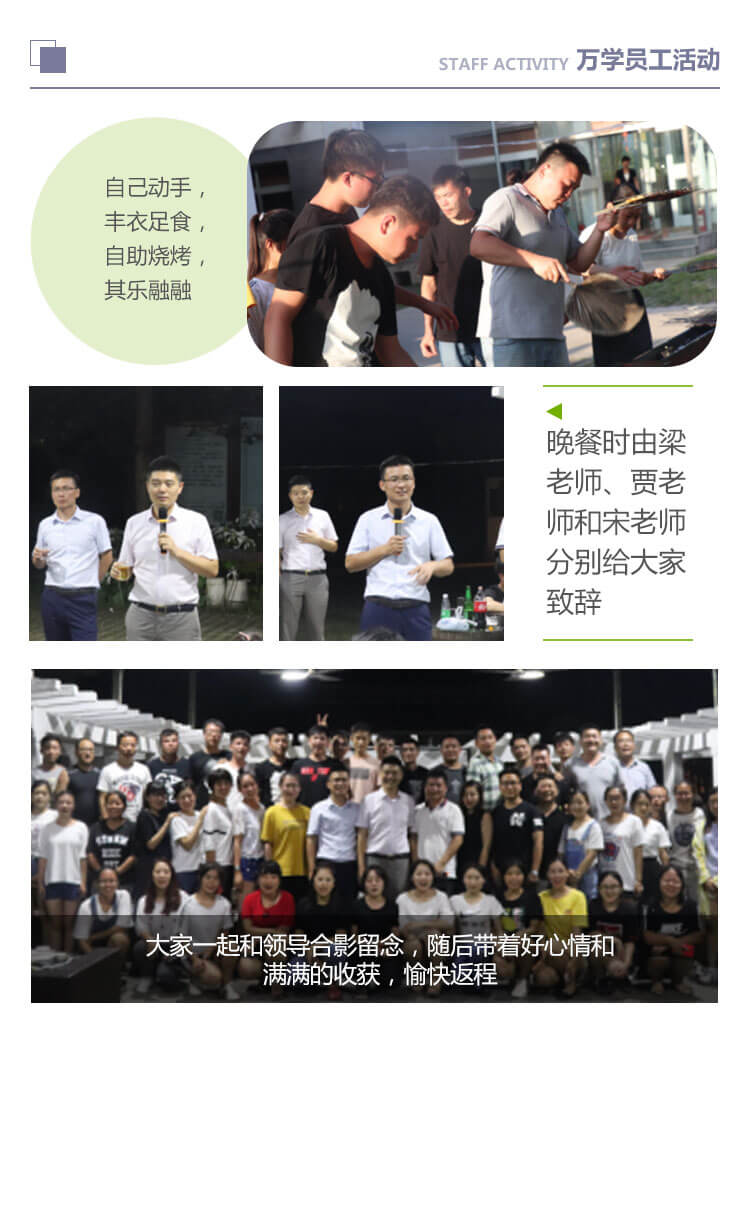 STAFF ACTIVITY 万学员工活动
自己动手，
丰衣足食，
自助烧烤，
其乐融融
晚餐时由梁
老师、贾老
师和宋老师
分别给大家
致辞
大家一起和领导合影留念，随后带着好心情和
满满的收获，愉快返程